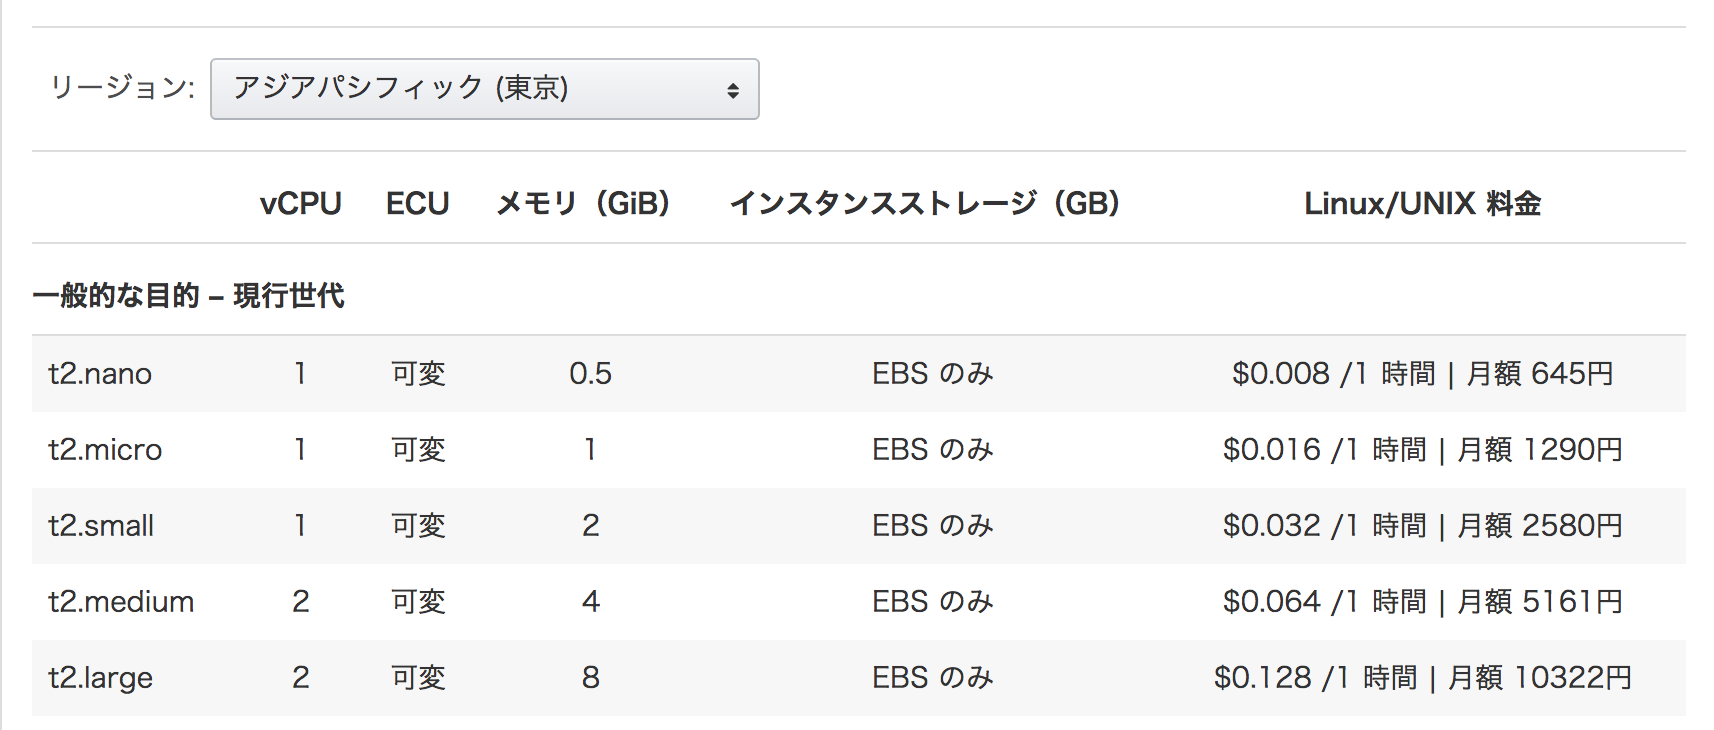 リージョン: アジアパシフィック (東京)
vCPU ECU メモリ（GiB） インスタンスストレージ（GB） Linux/UNIX 料金
一般的な目的 – 現行世代
t2.nano 1 可変 0.5 EBS のみ $0.008 /1 時間 | 月額 645円
t2.micro 1 可変 1 EBS のみ $0.016 /1 時間 | 月額 1290円
t2.small 1 可変 2 EBS のみ $0.032 /1 時間 | 月額 2580円
t2.medium 2 可変 4 EBS のみ $0.064 /1 時間 | 月額 5161円
t2.large 2 可変 8 EBS のみ $0.128 /1 時間 | 月額 10322円